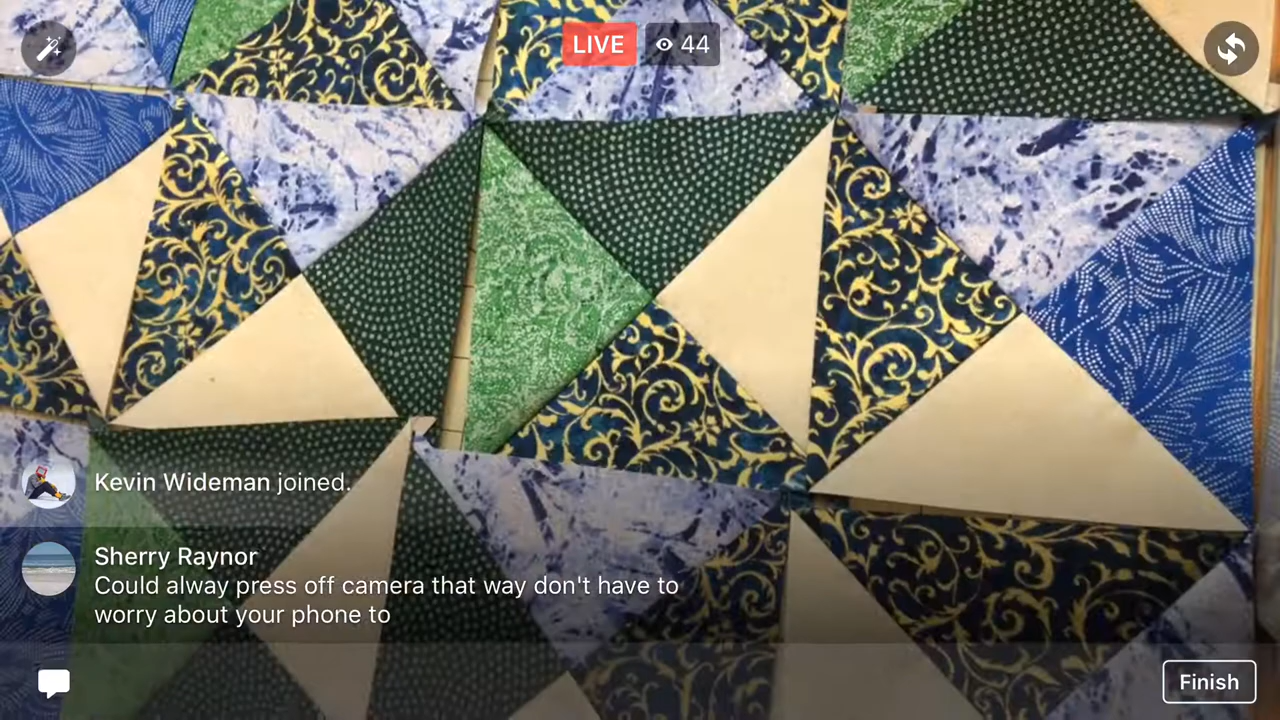 LIVE 44
Kevin Wideman joined.
Sherry Raynor
Could alway press off camera that way don't have to
worry about your phone to
Finish